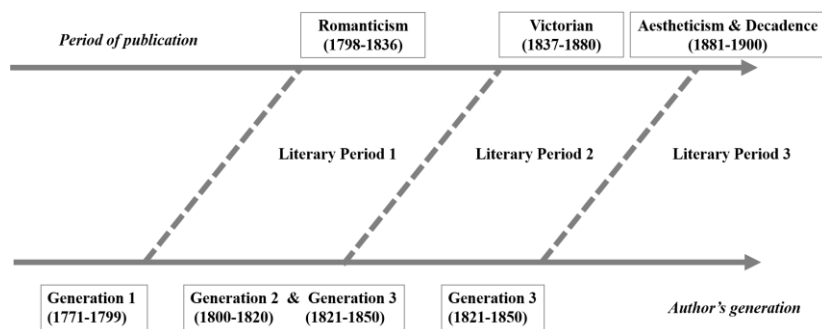 Period of publication
Romanticism
(1798-1836)
Victorian
(1837-1880)
Aestheticism & Decadence
(1881-1900)
Literary Period 1
Literary Period 2
Literary Period 3
Generation 1
(1771-1799)
Generation 2 & Generation 3
(1800-1820) (1821-1850)
Generation 3
(1821-1850)
Author's generation